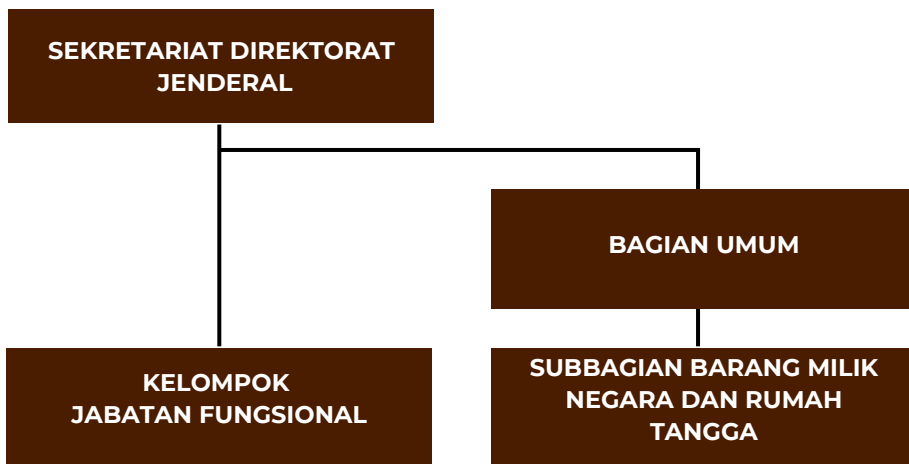 SEKRETARIAT DIREKTORAT
JENDERAL
BAGIAN UMUM
KELOMPOK
JABATAN FUNGSIONAL
SUBBAGIAN BARANG MILIK
NEGARA DAN RUMAH
TANGGA